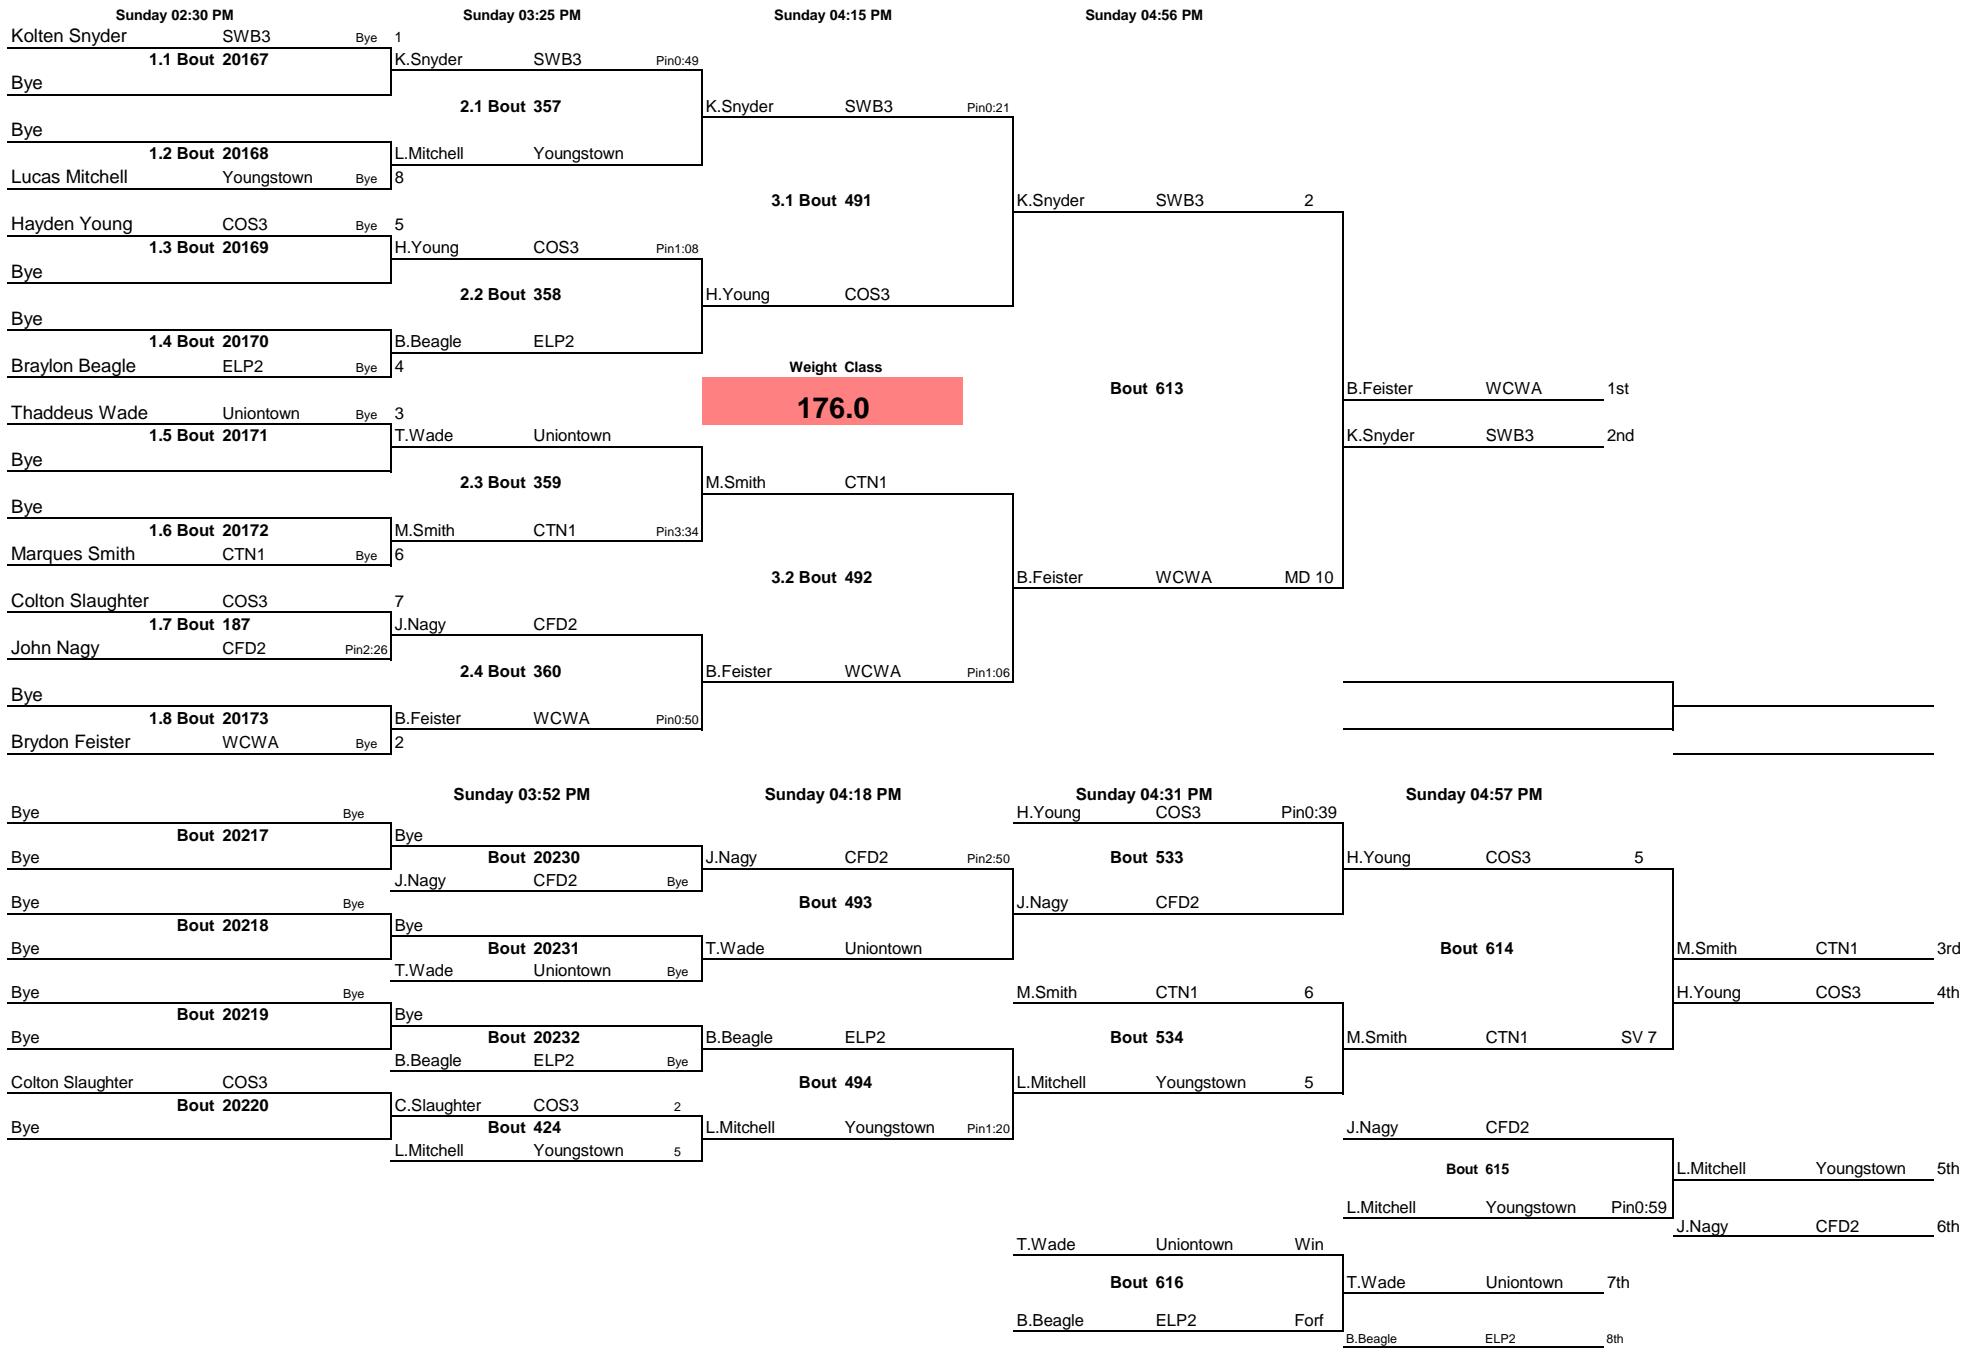 Sunday 02:30 PM Sunday 03:25 PM Sunday 04:15 PM Sunday 04:56 PM
Kolten Snyder SWB3 Bye 1
1.1 Bout 20167 K.Snyder SWB3 Pin0:49
Bye
2.1 Bout 357 K.Snyder SWB3 Pin0:21
Bye
1.2 Bout 20168 L.Mitchell Youngstown
Lucas Mitchell Youngstown Bye 8
3.1 Bout 491 K.Snyder SWB3 2
Hayden Young COS3 Bye 5
1.3 Bout 20169 H.Young COS3 Pin1:08
Bye
2.2 Bout 358 H.Young COS3
Bye
1.4 Bout 20170 B.Beagle ELP2
Braylon Beagle ELP2 Bye 4 Weight Class
Bout 613 B.Feister WCWA 1st
Thaddeus Wade Uniontown Bye 3 176.0
1.5 Bout 20171 T.Wade Uniontown K.Snyder SWB3 2nd
Bye
2.3 Bout 359 M.Smith CTN1
Bye
1.6 Bout 20172 M.Smith CTN1 Pin3:34
Marques Smith CTN1 Bye 6
3.2 Bout 492 B.Feister WCWA MD 10
Colton Slaughter COS3 7
1.7 Bout 187 J.Nagy CFD2
John Nagy CFD2 Pin2:26
2.4 Bout 360 B.Feister WCWA Pin1:06
Bye
1.8 Bout 20173 B.Feister WCWA Pin0:50
Brydon Feister WCWA Bye 2
Sunday 03:52 PM Sunday 04:18 PM Sunday 04:31 PM Sunday 04:57 PM
Bye Bye H.Young COS3 Pin0:39
Bout 20217 Bye
Bye Bout 20230 J.Nagy CFD2 Pin2:50 Bout 533 H.Young COS3 5
J.Nagy CFD2 Bye
Bye Bye Bout 493 J.Nagy CFD2
Bout 20218 Bye
Bye Bout 20231 T.Wade Uniontown Bout 614 M.Smith CTN1 3rd
T.Wade Uniontown Bye
Bye Bye M.Smith CTN1 6 H.Young COS3 4th
Bout 20219 Bye
Bye Bout 20232 B.Beagle ELP2 Bout 534 M.Smith CTN1 SV 7
B.Beagle ELP2 Bye
Colton Slaughter COS3 Bout 494 L.Mitchell Youngstown 5
Bout 20220 C.Slaughter COS3 2
Bye Bout 424 L.Mitchell Youngstown Pin1:20 J.Nagy CFD2
L.Mitchell Youngstown 5
Bout 615 L.Mitchell Youngstown 5th
L.Mitchell Youngstown Pin0:59
J.Nagy CFD2 6th
T.Wade Uniontown Win
Bout 616 T.Wade Uniontown 7th
B.Beagle ELP2 Forf
B.Beagle ELP2 8th